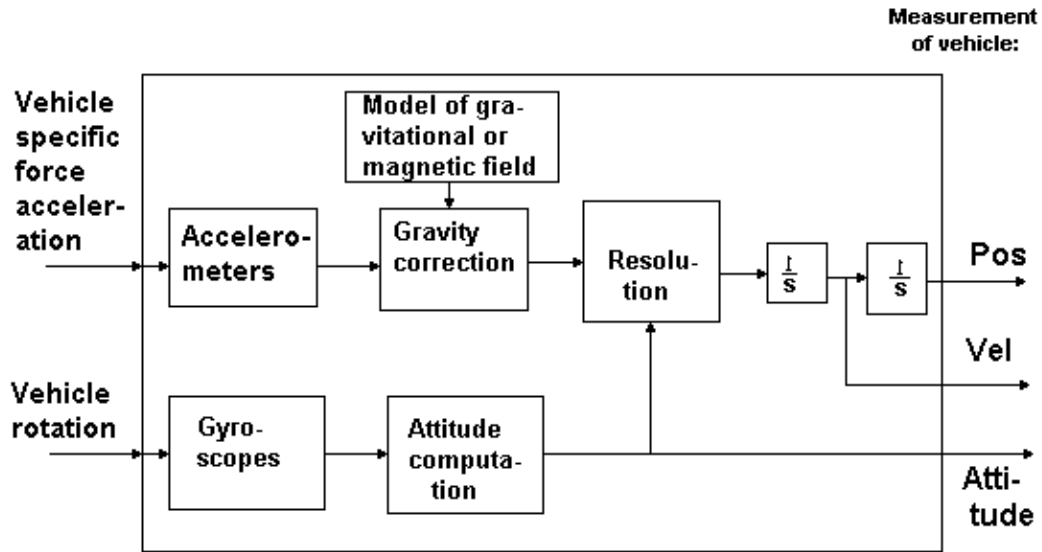 Measurement
of vehicle:
Vehicle
specific
force
acceler-
ation
Model of gra-
vitational or
magnetic field
Accelero-
meters
Gravity
correction
Resolu-
tion
1
s
1
s
Pos
Vel
Vehicle
rotation
Gyro-
scopes
Attitude
computa-
tion
Atti-
tude